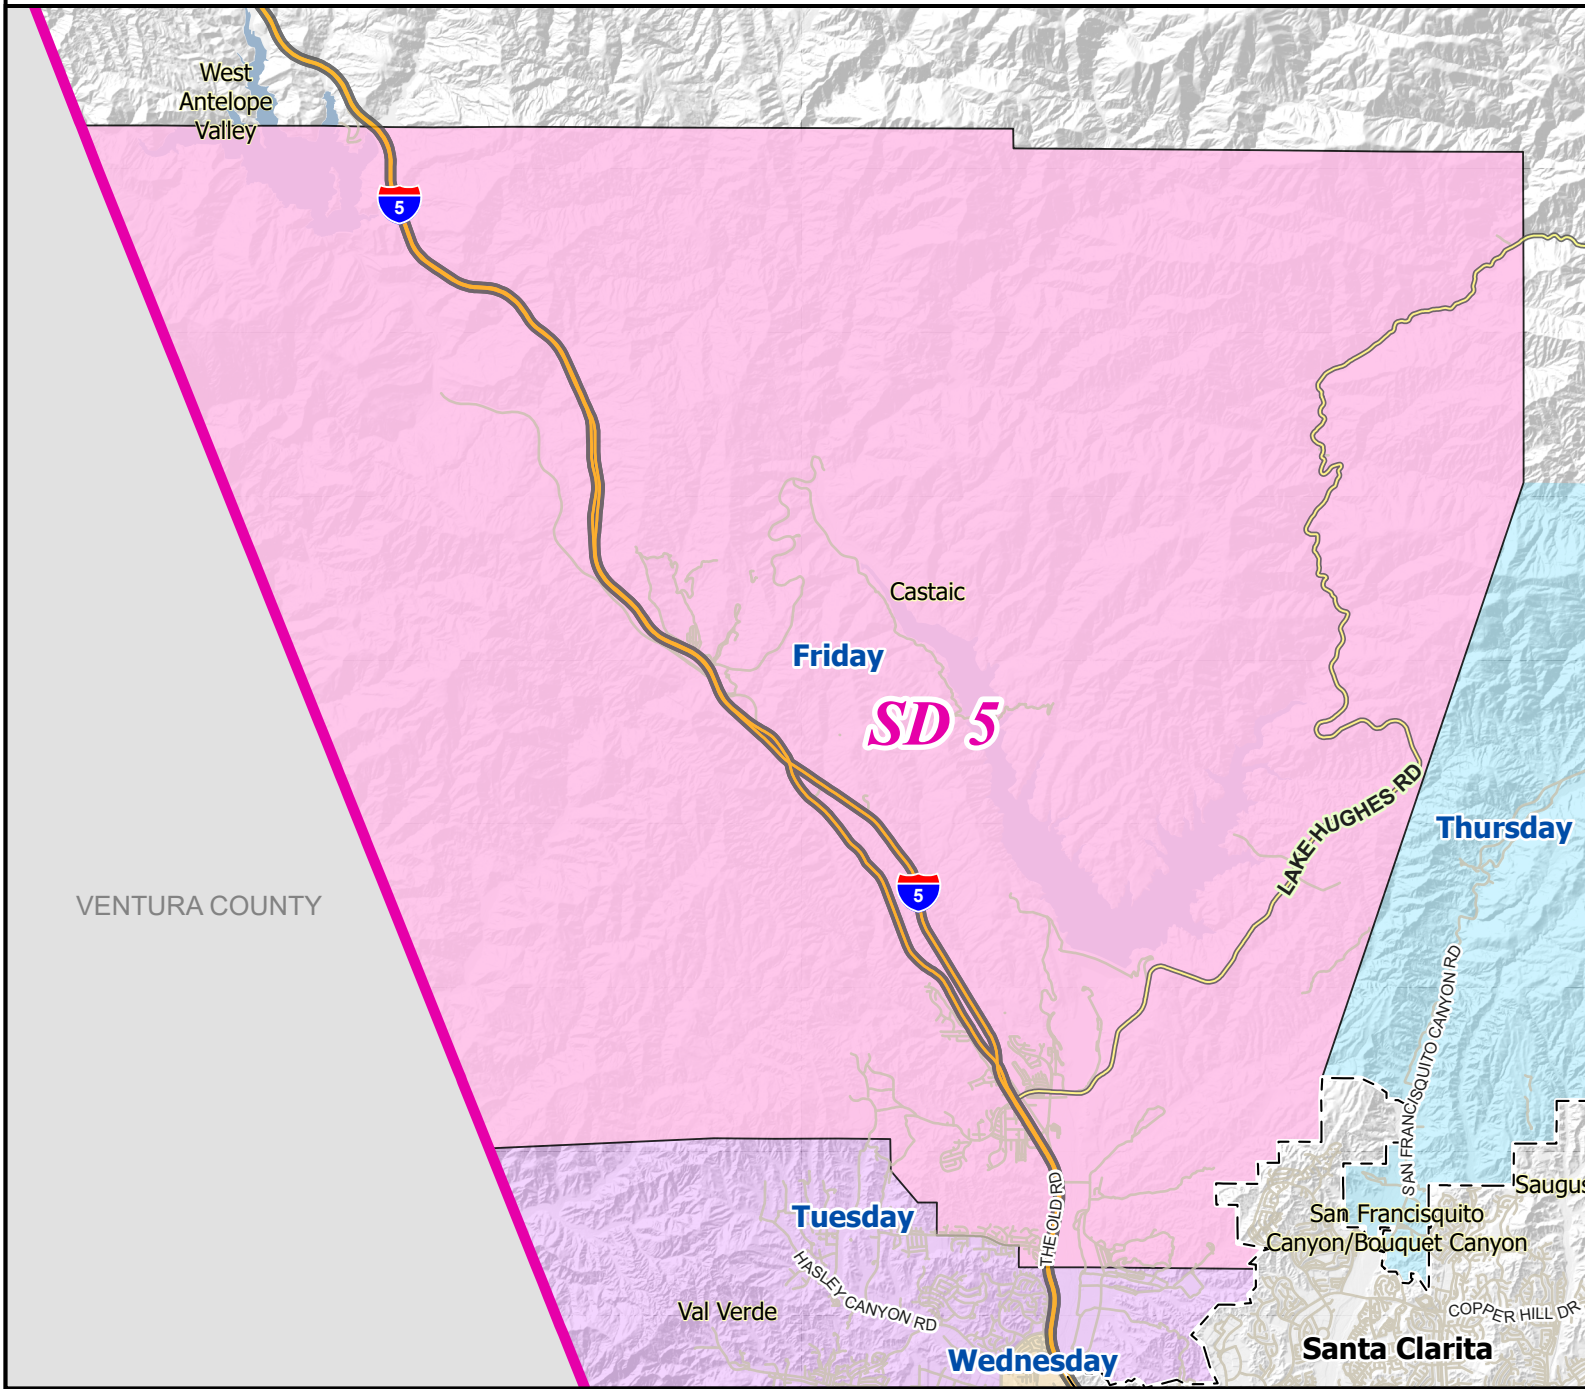 West
Antelope
Valley
5
Castaic
Friday
SD 5
LAKE HUGHES RD
Thursday
5
VENTURA COUNTY
SAN FRANCISQUITO CANYON RD
Saugus
THE OLD RD
Tuesday
San Francisquito
Canyon/Bouquet Canyon
HASLEY CANYON RD
Val Verde
COPPER HILL DR
Santa Clarita
Wednesday